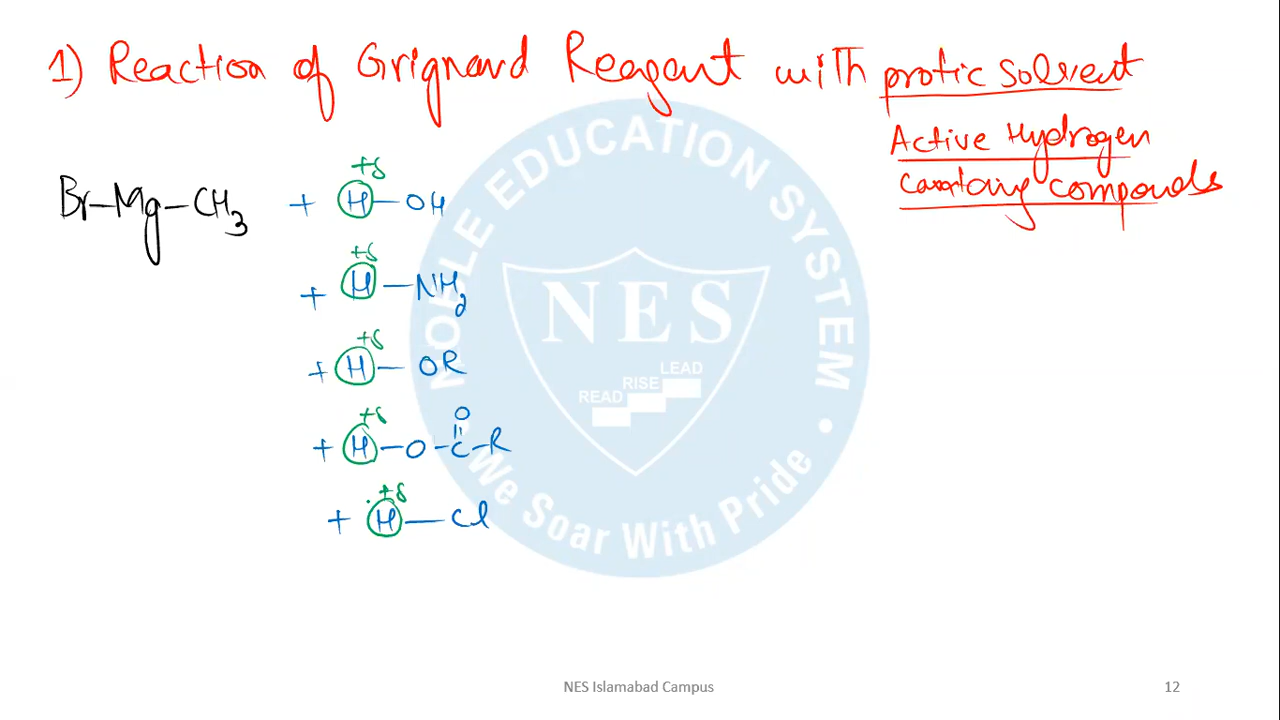 1) Reaction of Grignard Reagent with protic solvent
Active Hydrogen
compounds
Br-Mg-CH3 + H-OH
+δ
+ H-NH2
+δ
+ H-OR
+δ
+ H-O-C-R
+δ
O
+ H-Cl
+δ
NOBLE EDUCATION SYSTEM
NES
READ RISE LEAD
We Soar With Pride
NES Islamabad Campus
12